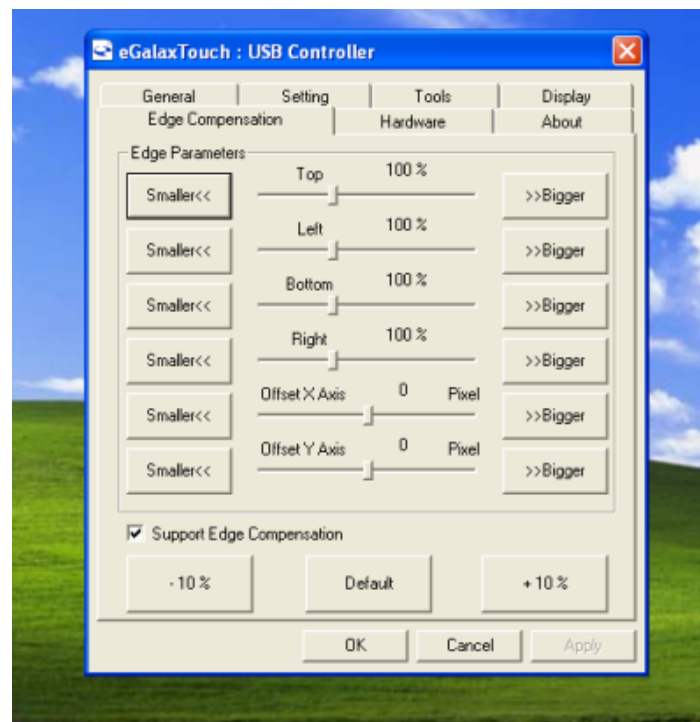 eGalaxTouch : USB Controller
General Setting Tools Display
Edge Compensation Hardware About
Edge Parameters
Top 100 %
Smaller<< >>Bigger
Left 100 %
Smaller<< >>Bigger
Bottom 100 %
Smaller<< >>Bigger
Right 100 %
Smaller<< >>Bigger
Offset X Axis 0 Pixel
Smaller<< >>Bigger
Offset Y Axis 0 Pixel
Smaller<< >>Bigger
Support Edge Compensation
- 10 % Default + 10 %
OK Cancel Apply